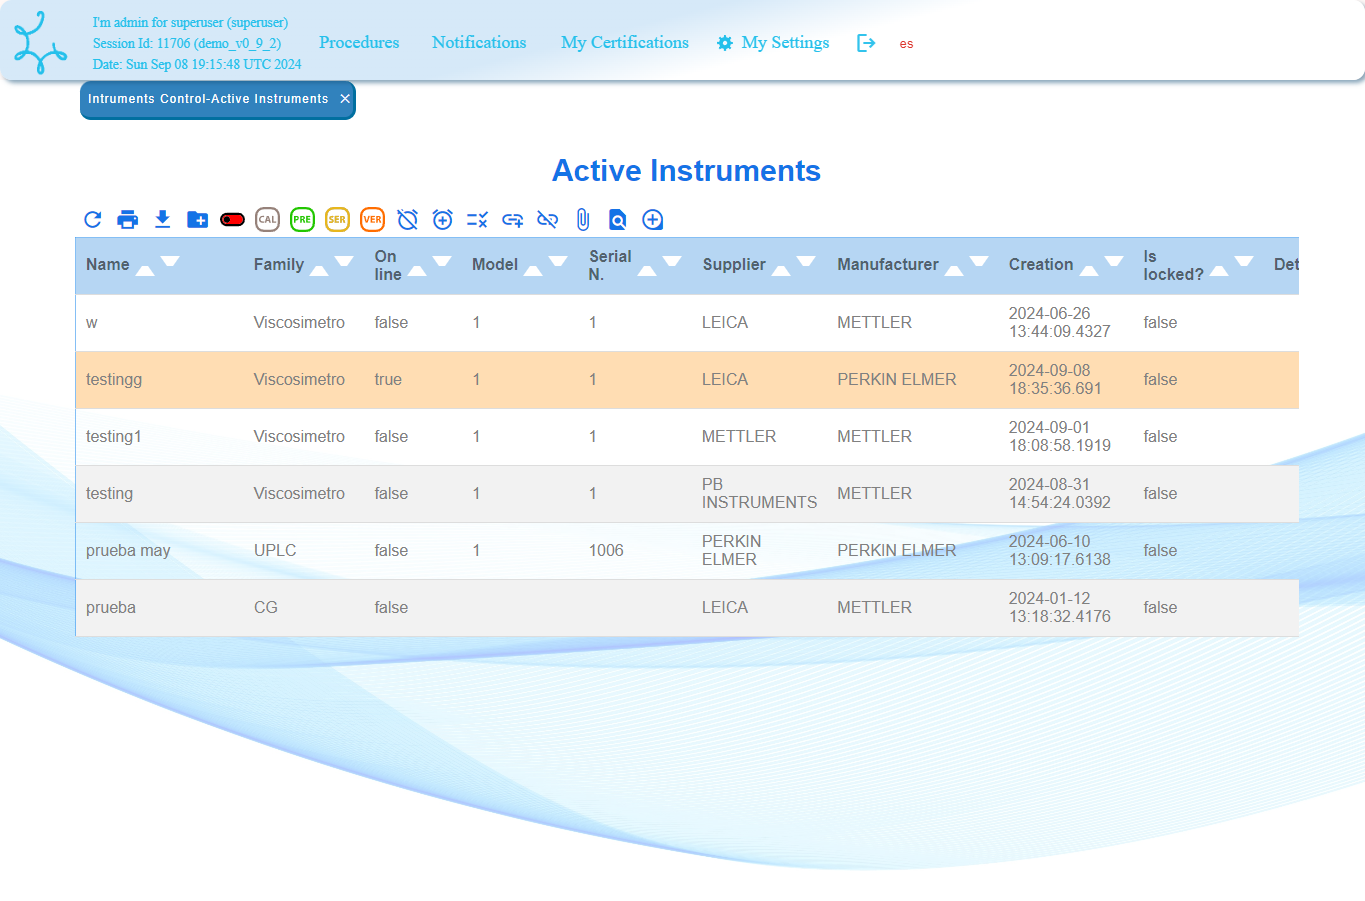 I'm admin for superuser (superuser)
Session Id: 11706 (demo_v0_9_2)
Date: Sun Sep 08 19:15:48 UTC 2024
Procedures
Notifications
My Certifications
My Settings
es
Intruments Control-Active Instruments ×
Active Instruments
CAL PRE SER VER
Name Family On line Model Serial N. Supplier Manufacturer Creation Is locked? Det
w Viscosimetro false 1 1 LEICA METTLER 2024-06-26 13:44:09.4327 false
testingg Viscosimetro true 1 1 LEICA PERKIN ELMER 2024-09-08 18:35:36.691 false
testing1 Viscosimetro false 1 1 METTLER METTLER 2024-09-01 18:08:58.1919 false
testing Viscosimetro false 1 1 PB INSTRUMENTS METTLER 2024-08-31 14:54:24.0392 false
prueba may UPLC false 1 1006 PERKIN ELMER PERKIN ELMER 2024-06-10 13:09:17.6138 false
prueba CG false LEICA METTLER 2024-01-12 13:18:32.4176 false